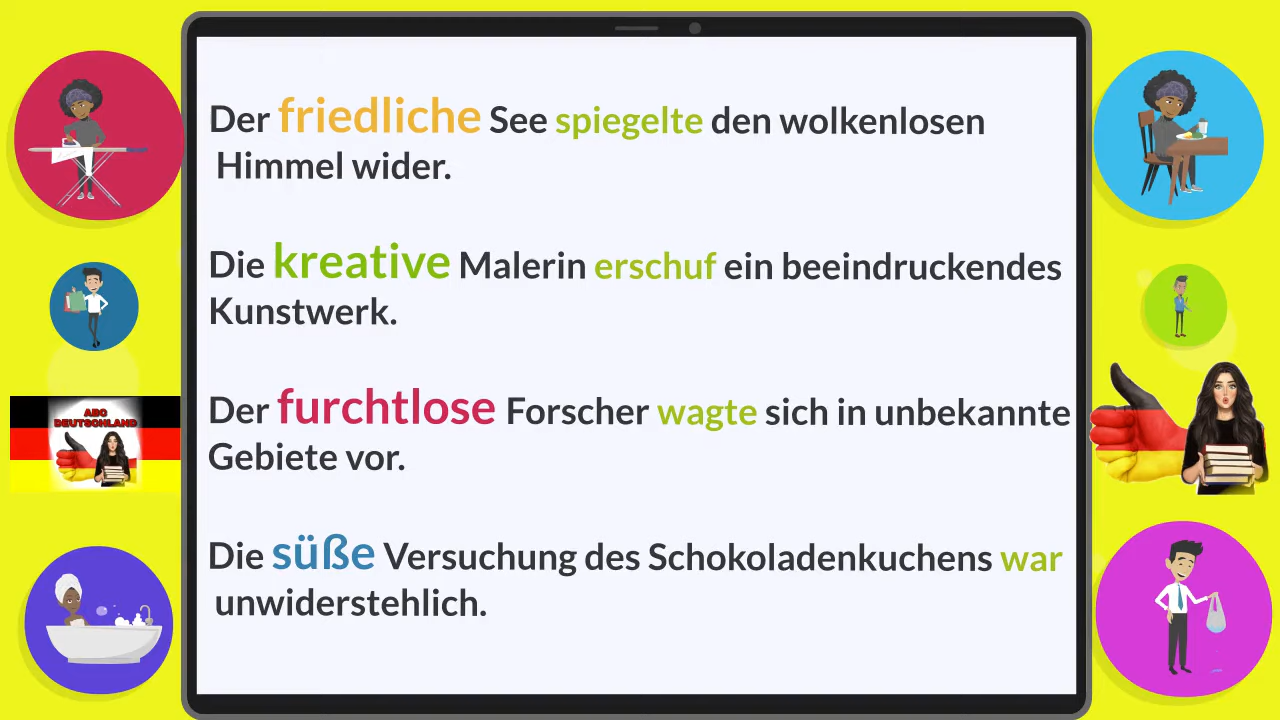 Der friedliche See spiegelte den wolkenlosen
Himmel wider.
Die kreative Malerin erschuf ein beeindruckendes
Kunstwerk.
Der furchtlose Forscher wagte sich in unbekannte
Gebiete vor.
Die süße Versuchung des Schokoladenkuchens war
unwiderstehlich.
ABC
DEUTSCHLAND